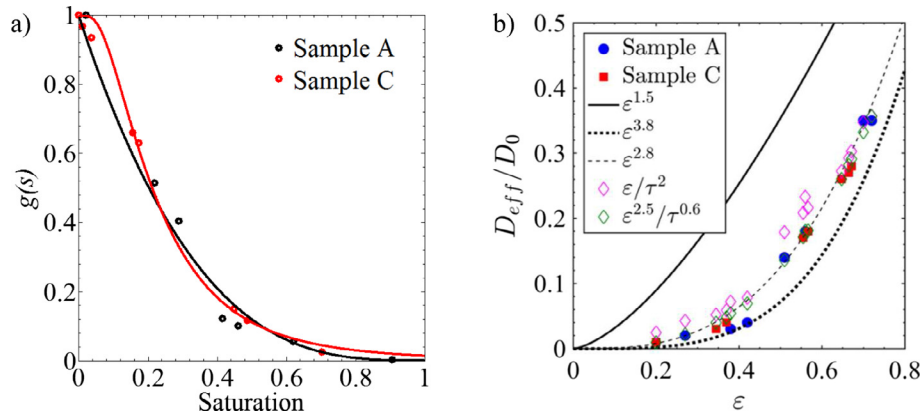 a)
1
0.8
0.6
0.4
0.2
0
g(s)
0 0.2 0.4 0.6 0.8 1
Saturation
Sample A
Sample C
b)
0.5
0.4
0.3
0.2
0.1
0
D_{eff}/D_0
0 0.2 0.4 0.6 0.8
ε
Sample A
Sample C
ε^{1.5}
ε^{3.8}
ε^{2.8}
ε/τ^2
ε^{2.5}/τ^{0.6}